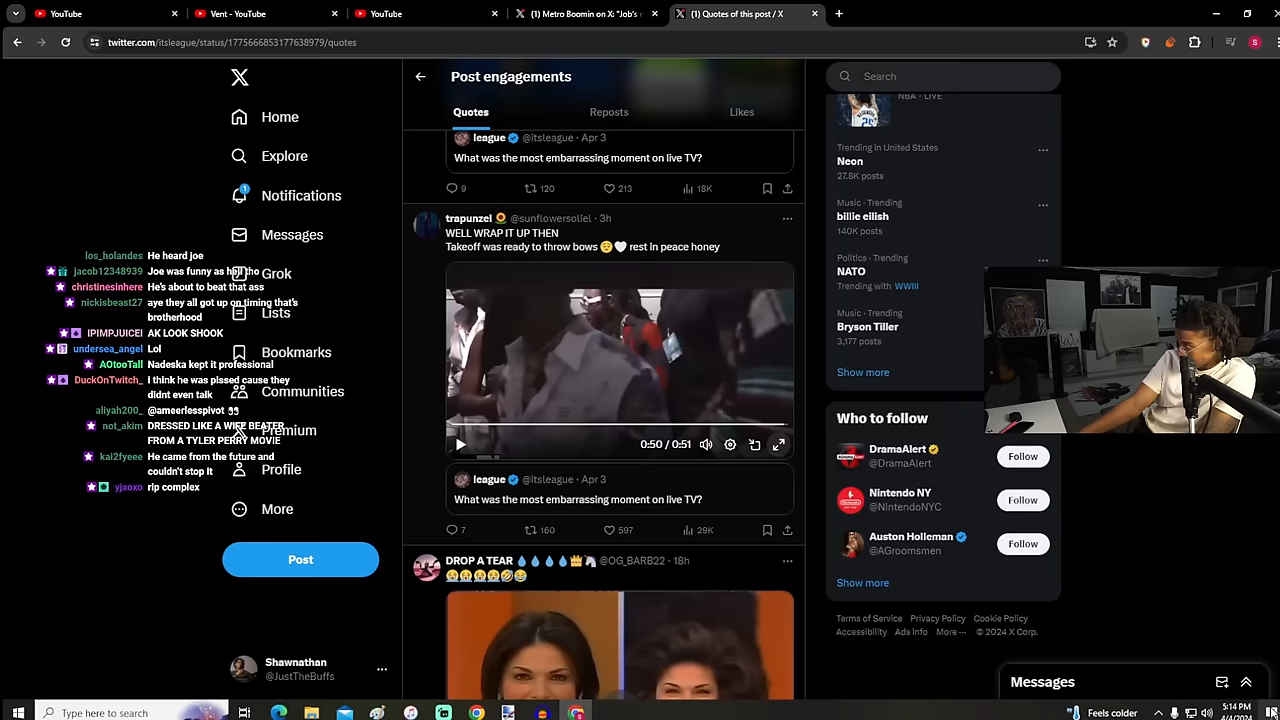 YouTube
Vent - YouTube
YouTube
(1) Metro Boomin on X: "Job's
(1) Quotes of this post / X
twitter.com/itsleague/status/1775666853177638979/quotes
Home
Explore
1
Notifications
Messages
Grok
Lists
Bookmarks
Communities
Premium
Profile
More
Post
Shawnathan
@JustTheBuffs
los_holandes He heard joe
jacob12348939 Joe was funny as hell tho
christinesinhere He's about to beat that ass
nickisbeast27 aye they all got up on timing that's
brotherhood
IPIMPJUICEI AK LOOK SHOOK
undersea_angel Lol
AOtooTall Nadeska kept it professional
DuckOnTwitch_ I think he was pissed cause they
didnt even talk
aliyah200_ @ameerlesspivot
not_akim DRESSED LIKE A WIFE BEATER
FROM A TYLER PERRY MOVIE
kal2fyeee He came from the future and
couldn't stop it
yjxoxo rip complex
Post engagements
Quotes Reposts Likes
league @itsleague · Apr 3
What was the most embarrassing moment on live TV?
9 120 213 18K
trapunzel 🌻 @sunflowersollel · 3h
WELL WRAP IT UP THEN
Takeoff was ready to throw bows 😌🤍 rest in peace honey
0:50 / 0:51
league @itsleague · Apr 3
What was the most embarrassing moment on live TV?
7 160 597 29K
DROP A TEAR 💧💧💧💧👑🦄 @OG_BARB22 · 18h
😭😭😭😭🤣😂
Search
NBA · LIVE
Trending in United States
Neon
27.8K posts
Music · Trending
billie eilish
140K posts
Politics · Trending
NATO
Trending with WWIII
Music · Trending
Bryson Tiller
3,177 posts
Show more
Who to follow
DramaAlert
@DramaAlert
Follow
Nintendo NY
@NintendoNYC
Follow
Auston Holleman
@AGroomsmen
Follow
Show more
Terms of Service Privacy Policy Cookie Policy
Accessibility Ads info More ··· © 2024 X Corp.
Messages
Type here to search
Feels colder
5:14 PM
4/4/2024